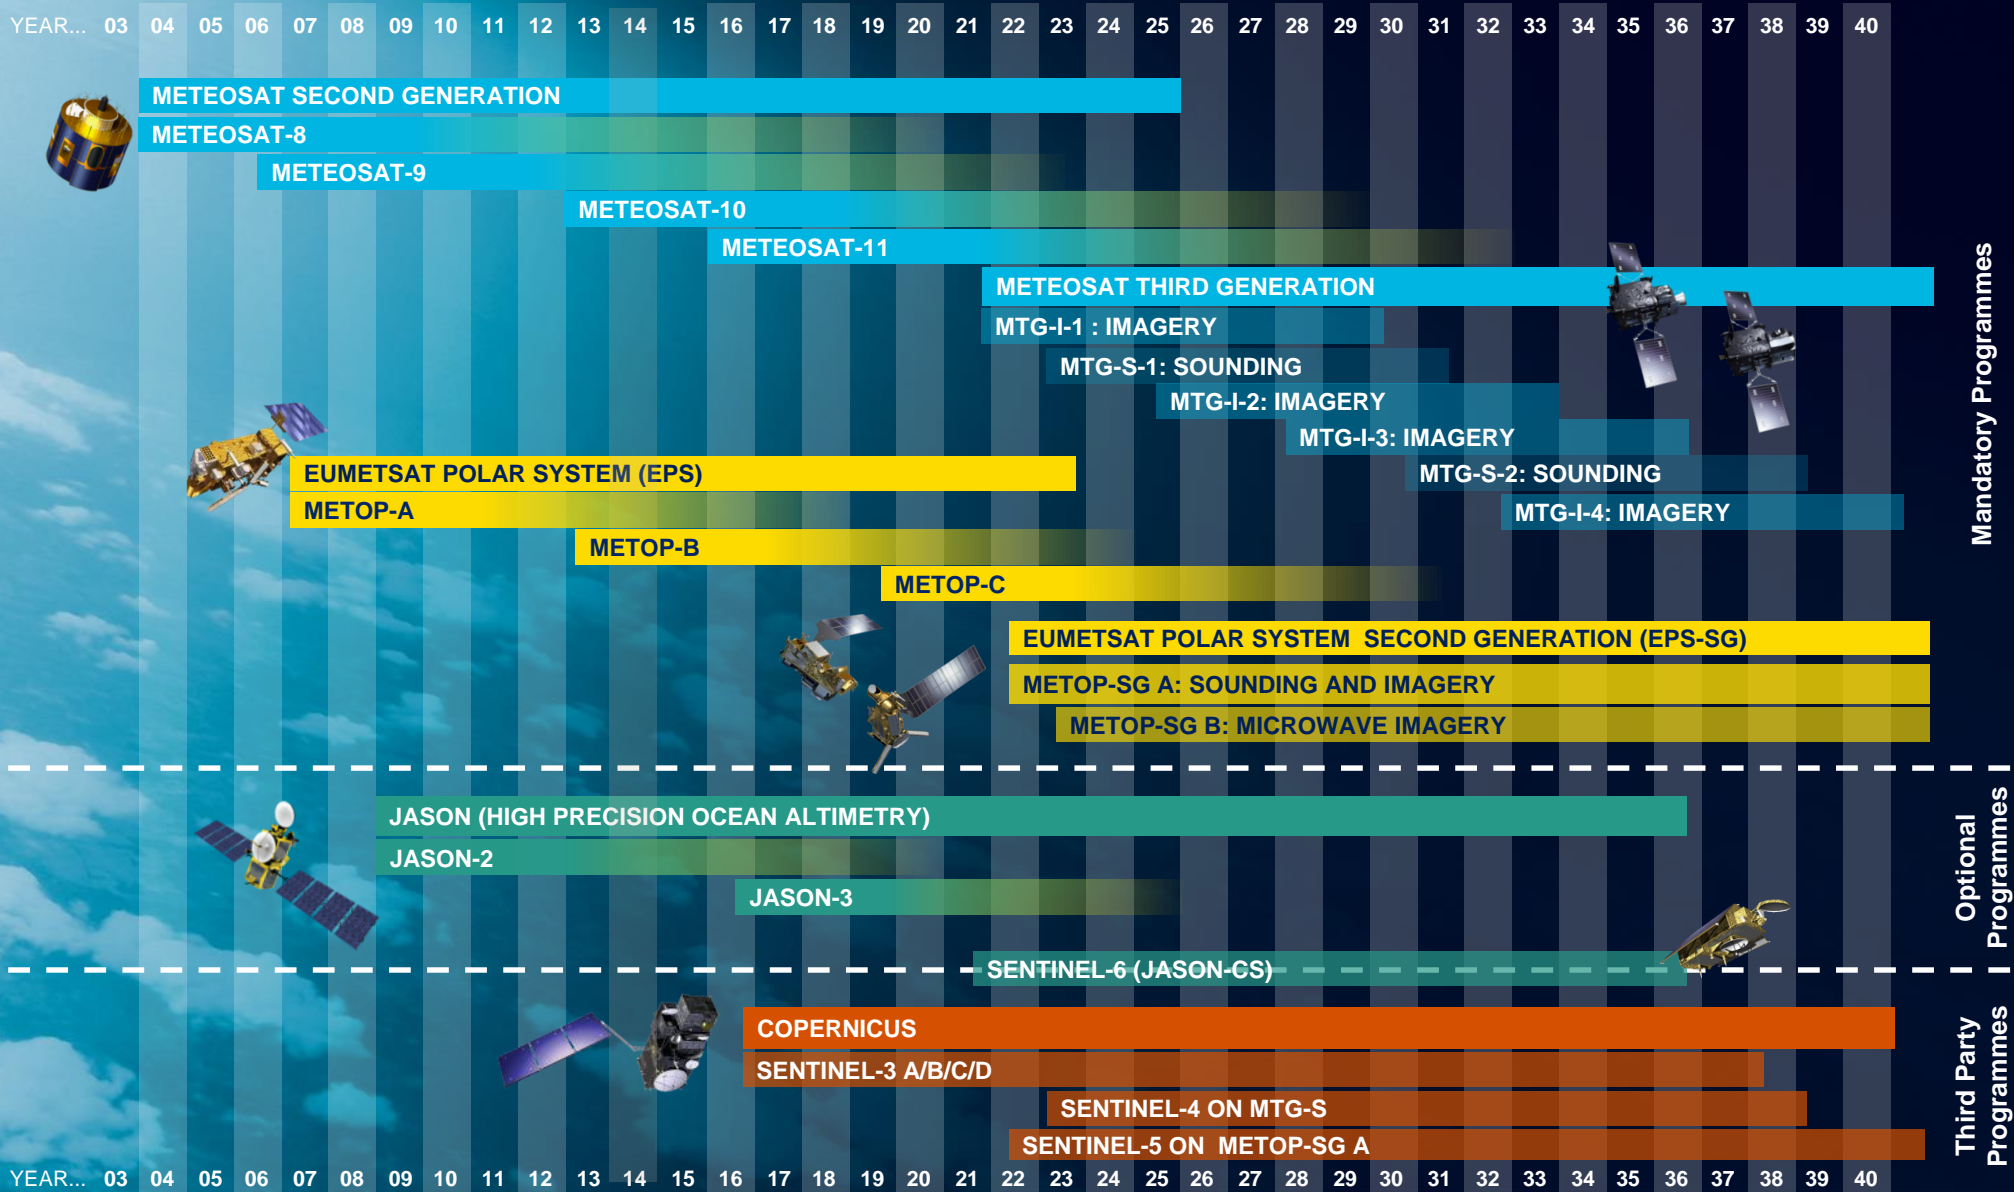 YEAR... 03 04 05 06 07 08 09 10 11 12 13 14 15 16 17 18 19 20 21 22 23 24 25 26 27 28 29 30 31 32 33 34 35 36 37 38 39 40
METEOSAT SECOND GENERATION
METEOSAT-8
METEOSAT-9
METEOSAT-10
METEOSAT-11
METEOSAT THIRD GENERATION
MTG-I-1 : IMAGERY
MTG-S-1: SOUNDING
MTG-I-2: IMAGERY
MTG-I-3: IMAGERY
EUMETSAT POLAR SYSTEM (EPS)
MTG-S-2: SOUNDING
METOP-A
MTG-I-4: IMAGERY
METOP-B
METOP-C
EUMETSAT POLAR SYSTEM  SECOND GENERATION (EPS-SG)
METOP-SG A: SOUNDING AND IMAGERY
METOP-SG B: MICROWAVE IMAGERY
Mandatory Programmes
JASON (HIGH PRECISION OCEAN ALTIMETRY)
JASON-2
JASON-3
Optional
Programmes
SENTINEL-6 (JASON-CS)
COPERNICUS
SENTINEL-3 A/B/C/D
SENTINEL-4 ON MTG-S
SENTINEL-5 ON  METOP-SG A
Third Party
Programmes
YEAR... 03 04 05 06 07 08 09 10 11 12 13 14 15 16 17 18 19 20 21 22 23 24 25 26 27 28 29 30 31 32 33 34 35 36 37 38 39 40